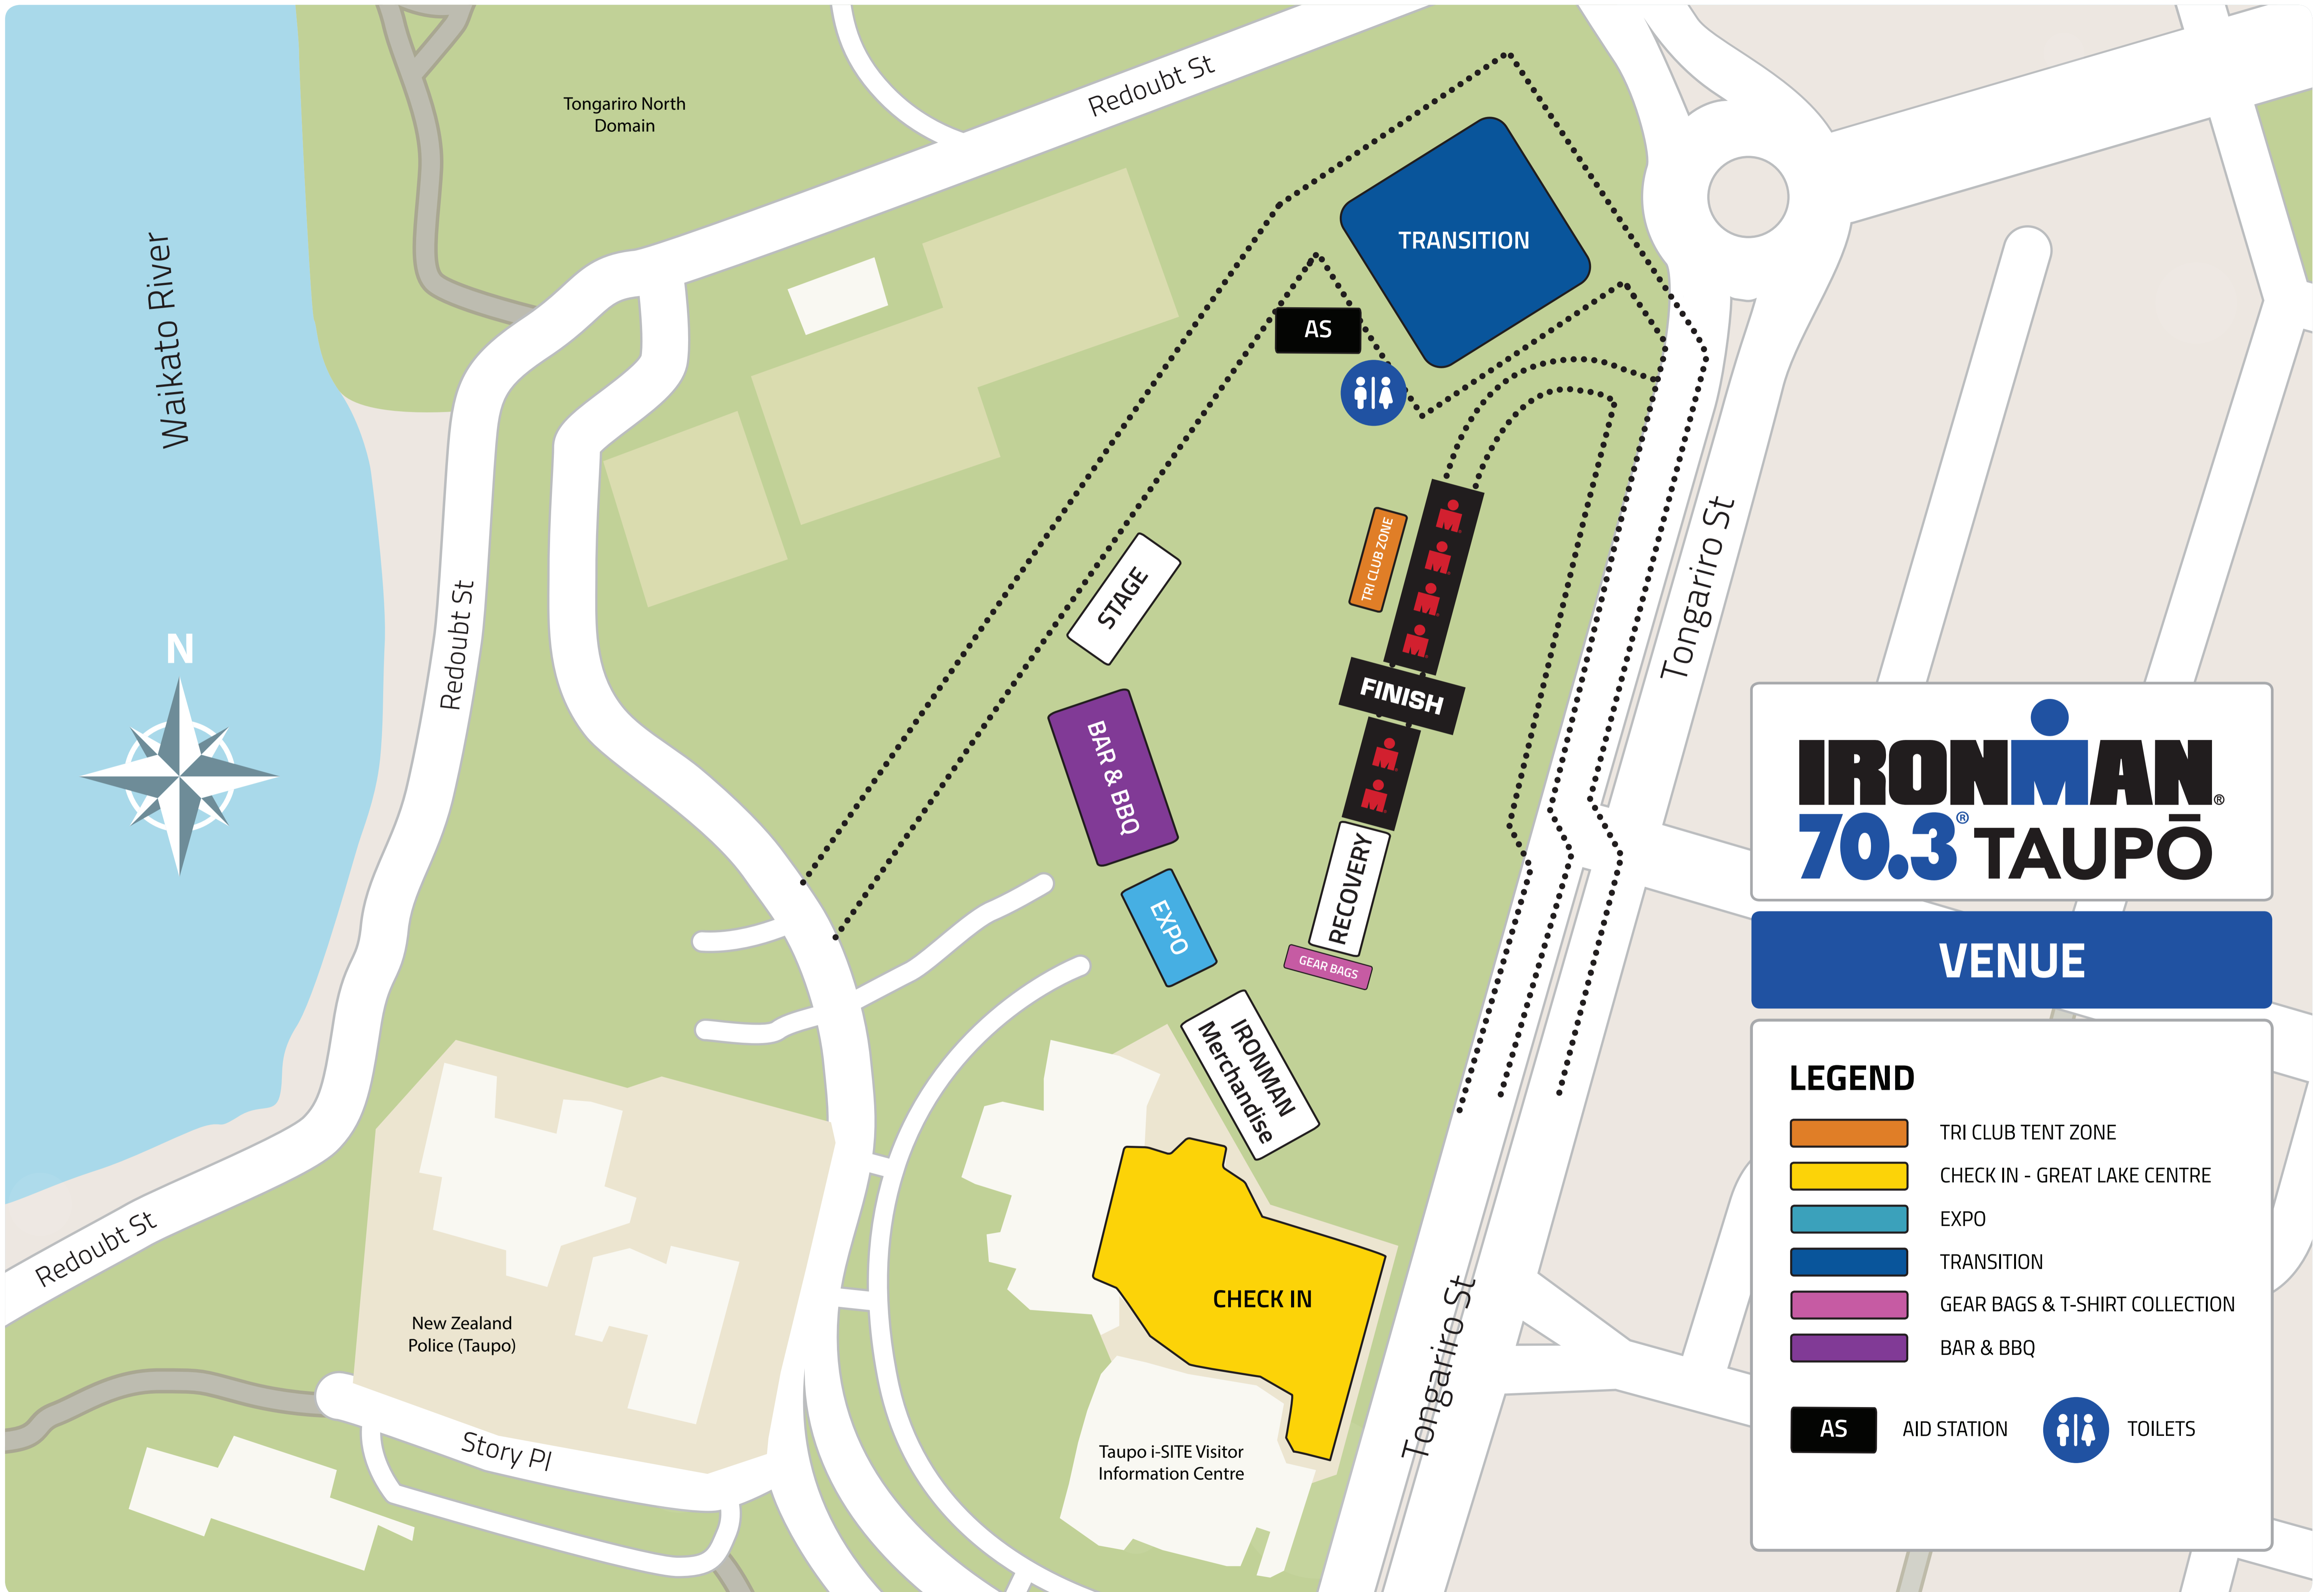 Tongariro North
Domain
Redoubt St
Waikato River
TRANSITION
AS
N
Redoubt St
STAGE
TRI CLUB ZONE
FINISH
Tongariro St
BAR & BBQ
RECOVERY
EXPO
GEAR BAGS
IRONMAN
Merchandise
CHECK IN
Redoubt St
New Zealand
Police (Taupo)
Story Pl
Taupo i-SITE Visitor
Information Centre
Tongariro St
IRONMAN®
70.3® TAUPŌ
VENUE
LEGEND
TRI CLUB TENT ZONE
CHECK IN - GREAT LAKE CENTRE
EXPO
TRANSITION
GEAR BAGS & T-SHIRT COLLECTION
BAR & BBQ
AS AID STATION TOILETS